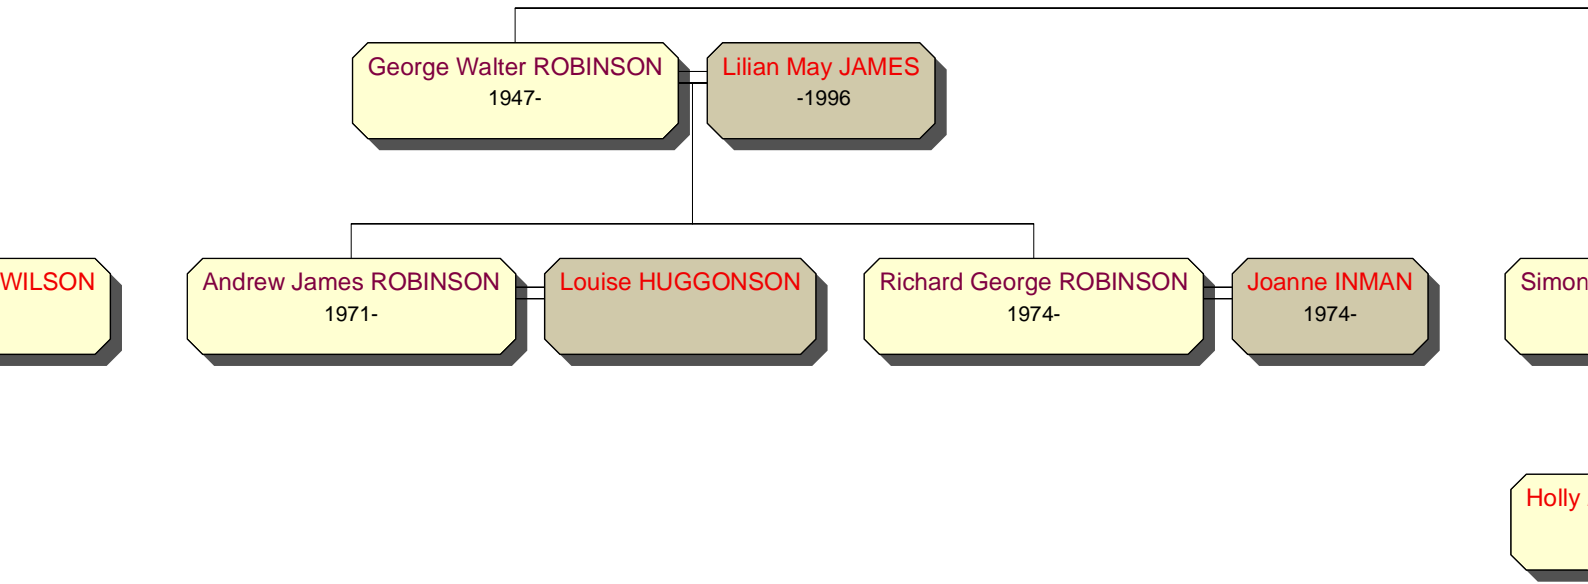 George Walter ROBINSON
1947-
Lilian May JAMES
-1996
WILSON
Andrew James ROBINSON
1971-
Louise HUGGONSON
Richard George ROBINSON
1974-
Joanne INMAN
1974-
Simon
Holly